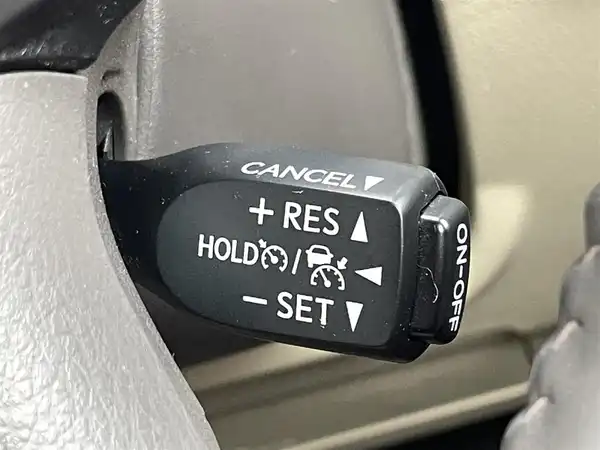 CANCEL ▼
+ RES ▲
HOLD / ◀
− SET ▼
ON-OFF